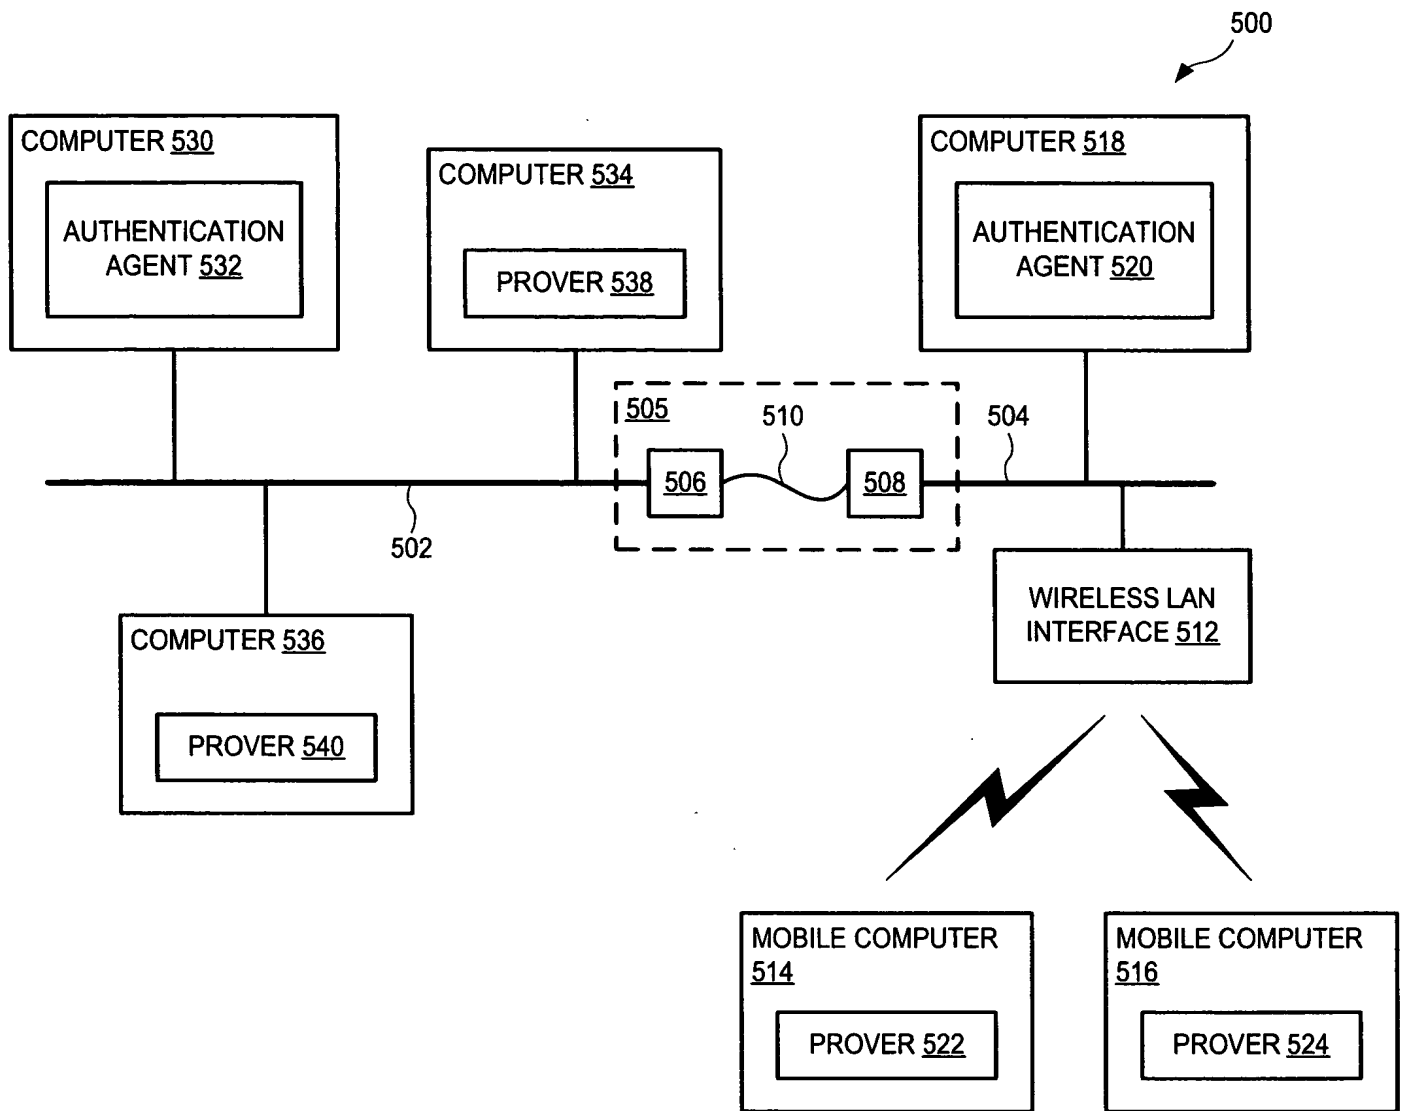 500
COMPUTER 530
AUTHENTICATION
AGENT 532
COMPUTER 534
PROVER 538
COMPUTER 518
AUTHENTICATION
AGENT 520
505
510
504
506
508
502
WIRELESS LAN
INTERFACE 512
COMPUTER 536
PROVER 540
MOBILE COMPUTER
514
PROVER 522
MOBILE COMPUTER
516
PROVER 524